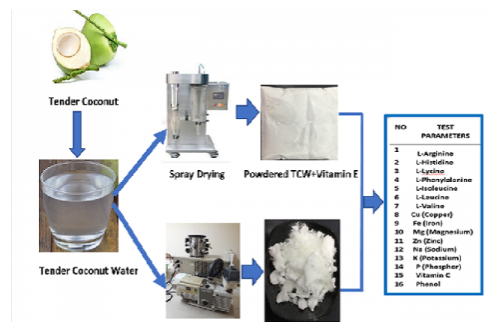 Tender Coconut
Spray Drying
Powdered TCW+Vitamin E
Tender Coconut Water
NO TEST PARAMETERS
1 L-Arginine
2 L-Histidine
3 L-Lycine
4 L-Phenylalanine
5 L-Isoleucine
6 L-Leucine
7 L-Valine
8 Cu (Copper)
9 Fe (Iron)
10 Mg (Magnesium)
11 Zn (Zinc)
12 Na (Sodium)
13 K (Potassium)
14 P (Phosphor)
15 Vitamin C
16 Phenol